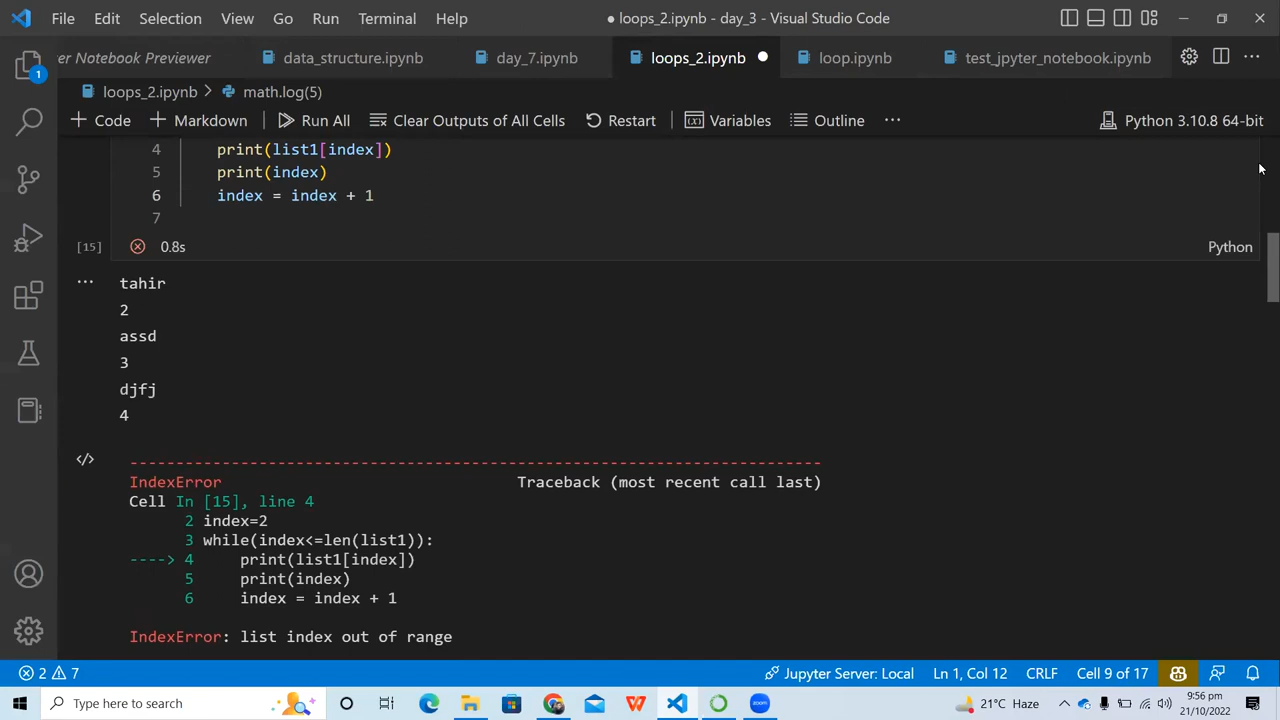 File Edit Selection View Go Run Terminal Help ● loops_2.ipynb - day_3 - Visual Studio Code
ter Notebook Previewer data_structure.ipynb day_7.ipynb loops_2.ipynb loop.ipynb test_jpyter_notebook.ipynb
1
loops_2.ipynb > math.log(5)
+ Code + Markdown Run All Clear Outputs of All Cells Restart Variables Outline ... Python 3.10.8 64-bit
4 print(list1[index])
5 print(index)
6 index = index + 1
7
[15] 0.8s Python
... tahir
2
assd
3
djfj
4
</> ---------------------------------------------------------------------------
IndexError Traceback (most recent call last)
Cell In [15], line 4
2 index=2
3 while(index<=len(list1)):
----> 4 print(list1[index])
5 print(index)
6 index = index + 1
IndexError: list index out of range
2 7 Jupyter Server: Local Ln 1, Col 12 CRLF Cell 9 of 17
Type here to search 21°C Haze 9:56 pm
21/10/2022